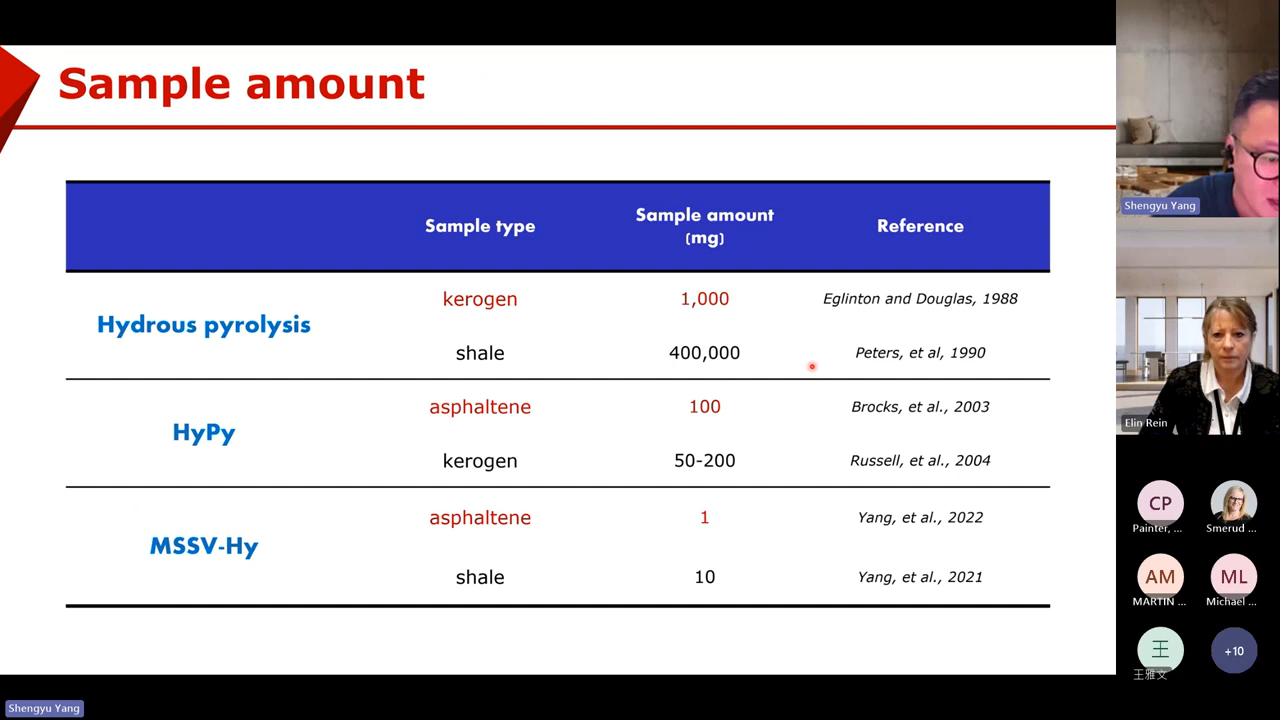 Sample amount
Sample type
Sample amount
(mg)
Reference
Hydrous pyrolysis
kerogen
1,000
Eglinton and Douglas, 1988
shale
400,000
Peters, et al, 1990
HyPy
asphaltene
100
Brocks, et al., 2003
kerogen
50-200
Russell, et al., 2004
MSSV-Hy
asphaltene
1
Yang, et al., 2022
shale
10
Yang, et al., 2021
Shengyu Yang
Elin Rein
CP
Painter, ...
Smerud ...
AM
MARTIN ...
ML
Michael ...
王
王雅文
+10
Shengyu Yang